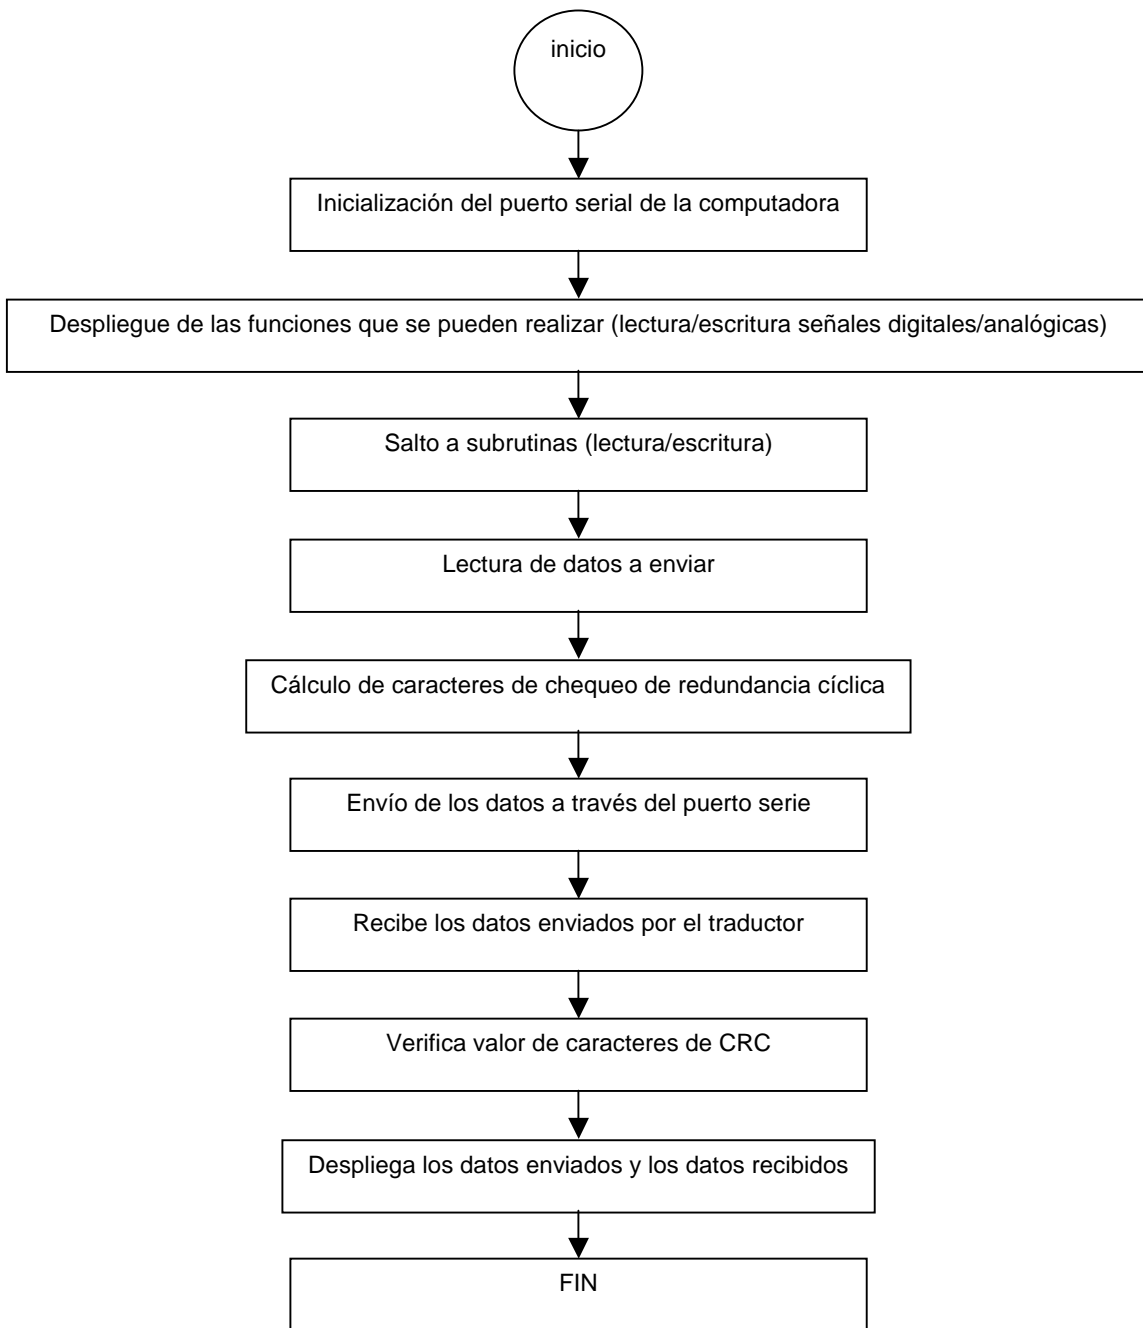 inicio
Inicialización del puerto serial de la computadora
Despliegue de las funciones que se pueden realizar (lectura/escritura señales digitales/analógicas)
Salto a subrutinas (lectura/escritura)
Lectura de datos a enviar
Cálculo de caracteres de chequeo de redundancia cíclica
Envío de los datos a través del puerto serie
Recibe los datos enviados por el traductor
Verifica valor de caracteres de CRC
Despliega los datos enviados y los datos recibidos
FIN